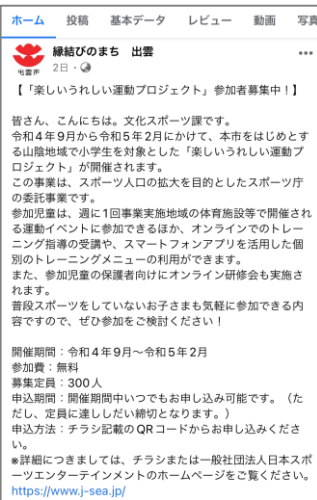 ホーム 投稿 基本データ レビュー 動画 写真
縁結びのまち 出雲
出雲市
2日・
【「楽しいうれしい運動プロジェクト」参加者募集中!】
皆さん、こんにちは。文化スポーツ課です。
令和4年9月から令和5年2月にかけて、本市をはじめとす
る山陰地域で小学生を対象とした「楽しいうれしい運動プ
ロジェクト」が開催されます。
この事業は、スポーツ人口の拡大を目的としたスポーツ庁
の委託事業です。
参加児童は、週に1回事業実施地域の体育施設等で開催され
る運動イベントに参加できるほか、オンラインでのトレー
ニング指導の受講や、スマートフォンアプリを活用した個
別のトレーニングメニューの利用ができます。
また、参加児童の保護者向けにオンライン研修会も実施さ
れます。
普段スポーツをしていないお子さまも気軽に参加できる内
容ですので、ぜひ参加をご検討ください!
開催期間:令和4年9月〜令和5年2月
参加費:無料
募集定員:300人
申込期間:開催期間中いつでもお申し込み可能です。(た
だし、定員に達ししだい締切となります。)
申込方法:チラシ記載のQRコードからお申し込みくださ
い。
※詳細につきましては、チラシまたは一般社団法人日本スポ
ーツエンターテインメントのホームページをご覧ください。
https://www.j-sea.jp/